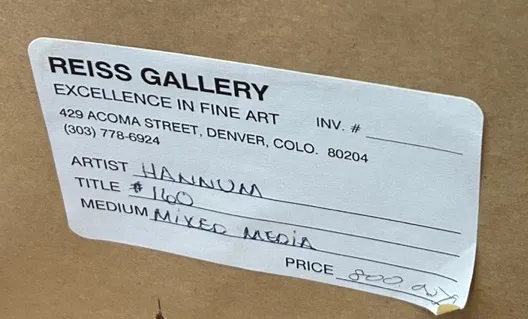 REISS GALLERY
EXCELLENCE IN FINE ART
INV. #
429 ACOMA STREET, DENVER, COLO. 80204
(303) 778-6924
ARTIST HANNUM
TITLE #160
MEDIUM MIXED MEDIA
PRICE 800.